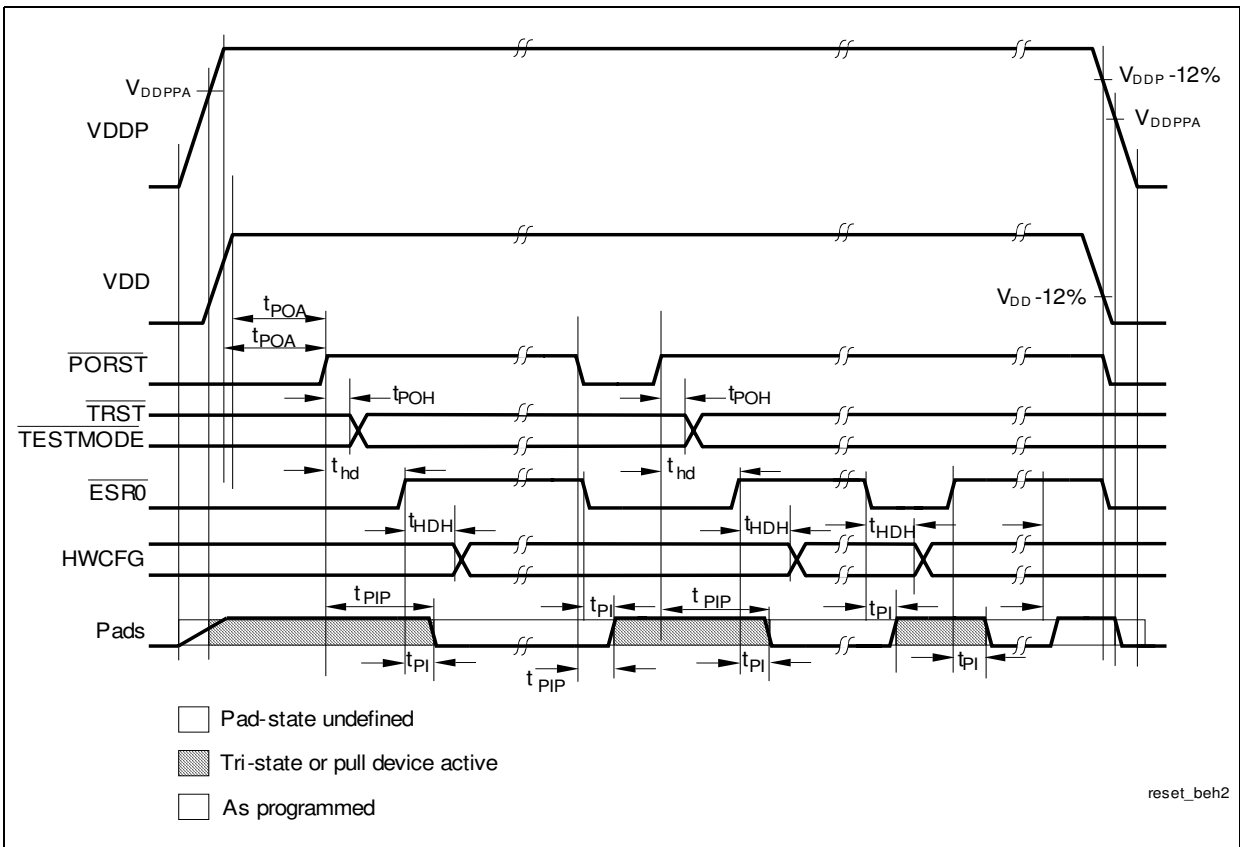 VDDPPA
VDDP
VDDP -12%
VDDPPA
VDD
VDD -12%
tPOA
tPOA
PORST
tPOH
tPOH
TRST
TESTMODE
thd
thd
ESR0
tHDH
tHDH
tHDH
HWCFG
tPIP
tPI
tPIP
tPI
Pads
tPI
tPIP
tPI
tPI
Pad-state undefined
Tri-state or pull device active
As programmed
reset_beh2